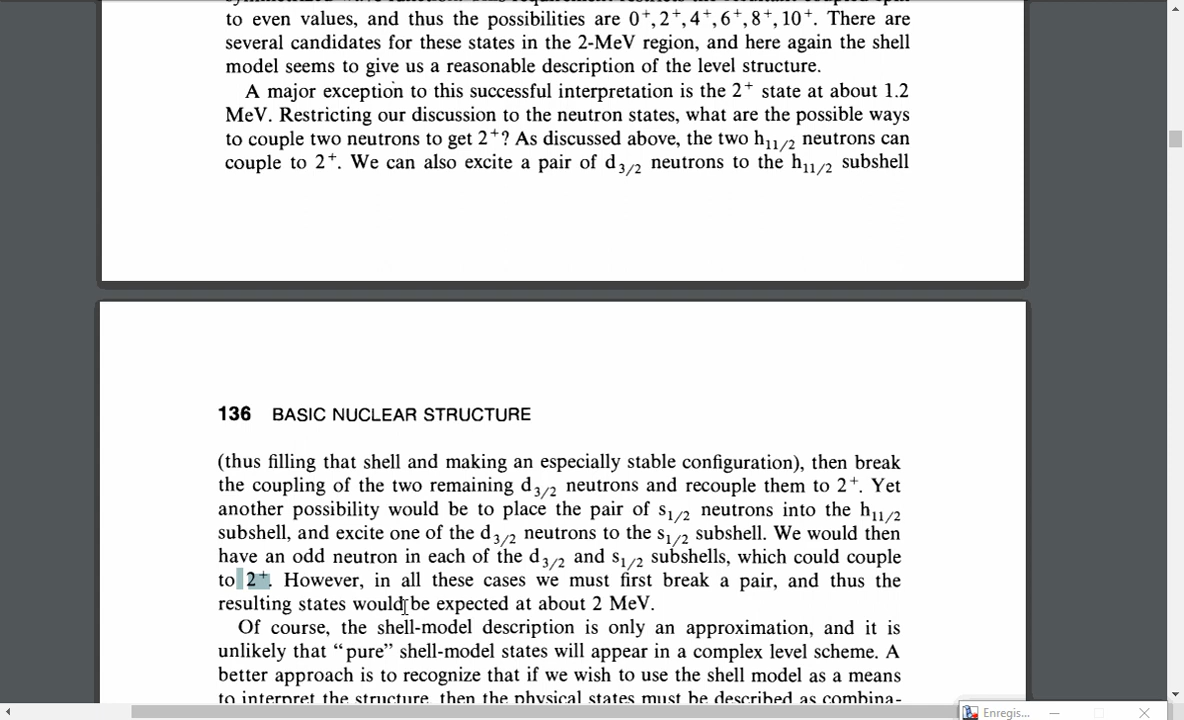 to even values, and thus the possibilities are 0⁺, 2⁺, 4⁺, 6⁺, 8⁺, 10⁺. There are
several candidates for these states in the 2-MeV region, and here again the shell
model seems to give us a reasonable description of the level structure.
A major exception to this successful interpretation is the 2⁺ state at about 1.2
MeV. Restricting our discussion to the neutron states, what are the possible ways
to couple two neutrons to get 2⁺? As discussed above, the two h₁₁/₂ neutrons can
couple to 2⁺. We can also excite a pair of d₃/₂ neutrons to the h₁₁/₂ subshell
136 BASIC NUCLEAR STRUCTURE
(thus filling that shell and making an especially stable configuration), then break
the coupling of the two remaining d₃/₂ neutrons and recouple them to 2⁺. Yet
another possibility would be to place the pair of s₁/₂ neutrons into the h₁₁/₂
subshell, and excite one of the d₃/₂ neutrons to the s₁/₂ subshell. We would then
have an odd neutron in each of the d₃/₂ and s₁/₂ subshells, which could couple
to 2⁺. However, in all these cases we must first break a pair, and thus the
resulting states would be expected at about 2 MeV.
Of course, the shell-model description is only an approximation, and it is
unlikely that “pure” shell-model states will appear in a complex level scheme. A
better approach is to recognize that if we wish to use the shell model as a means
to interpret the structure, then the physical states must be described as combina-
Enregis...